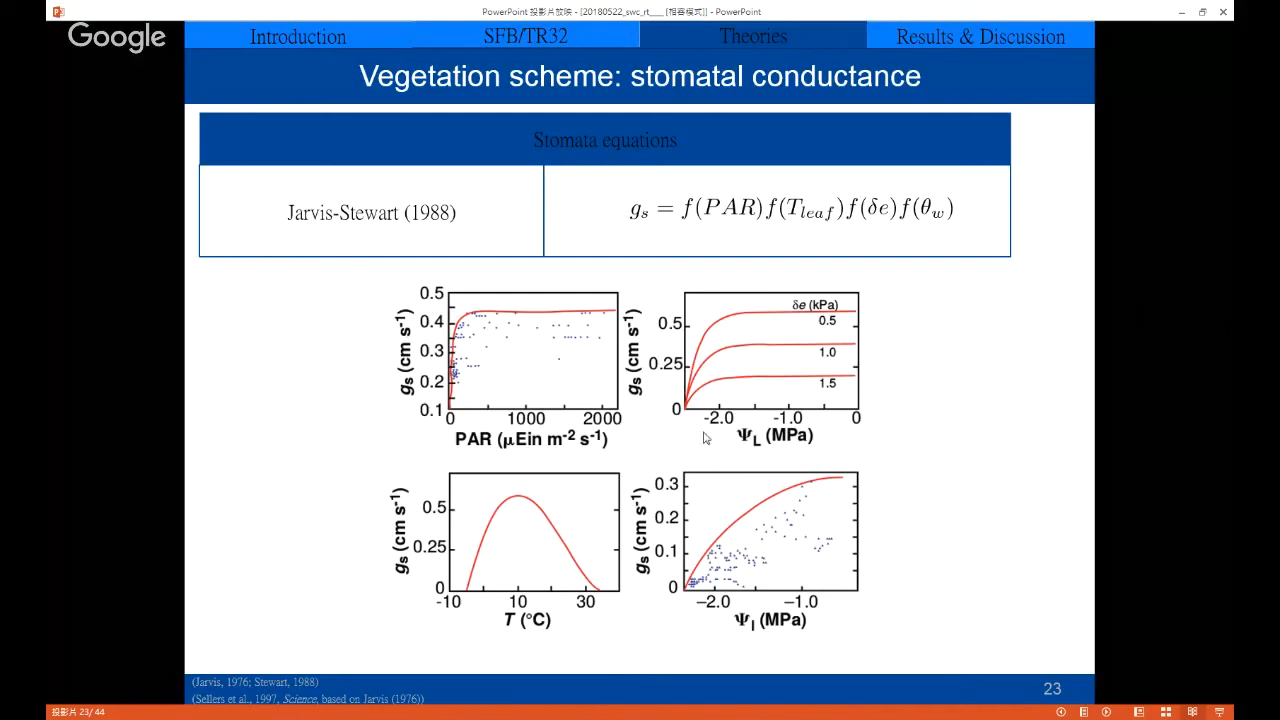 PowerPoint 投影片放映 - [20180522_swc_rt___ [相容模式]] - PowerPoint
Google
Introduction SFB/TR32 Theories Results & Discussion
Vegetation scheme: stomatal conductance
Stomata equations
Jarvis-Stewart (1988) g_s = f(PAR)f(T_{leaf})f(δe)f(θ_w)
0.5
0.4
0.3
0.2
0.1
g_s (cm s⁻¹)
0 1000 2000
PAR (μEin m⁻² s⁻¹)
δe (kPa)
0.5
1.0
1.5
0.5
0.25
0
g_s (cm s⁻¹)
-2.0 -1.0 0
Ψ_L (MPa)
0.5
0.25
0
g_s (cm s⁻¹)
-10 10 30
T (°C)
0.3
0.2
0.1
0
g_s (cm s⁻¹)
−2.0 −1.0
Ψ_l (MPa)
(Jarvis, 1976; Stewart, 1988)
(Sellers et al., 1997, Science, based on Jarvis (1976))
23
投影片 23/44